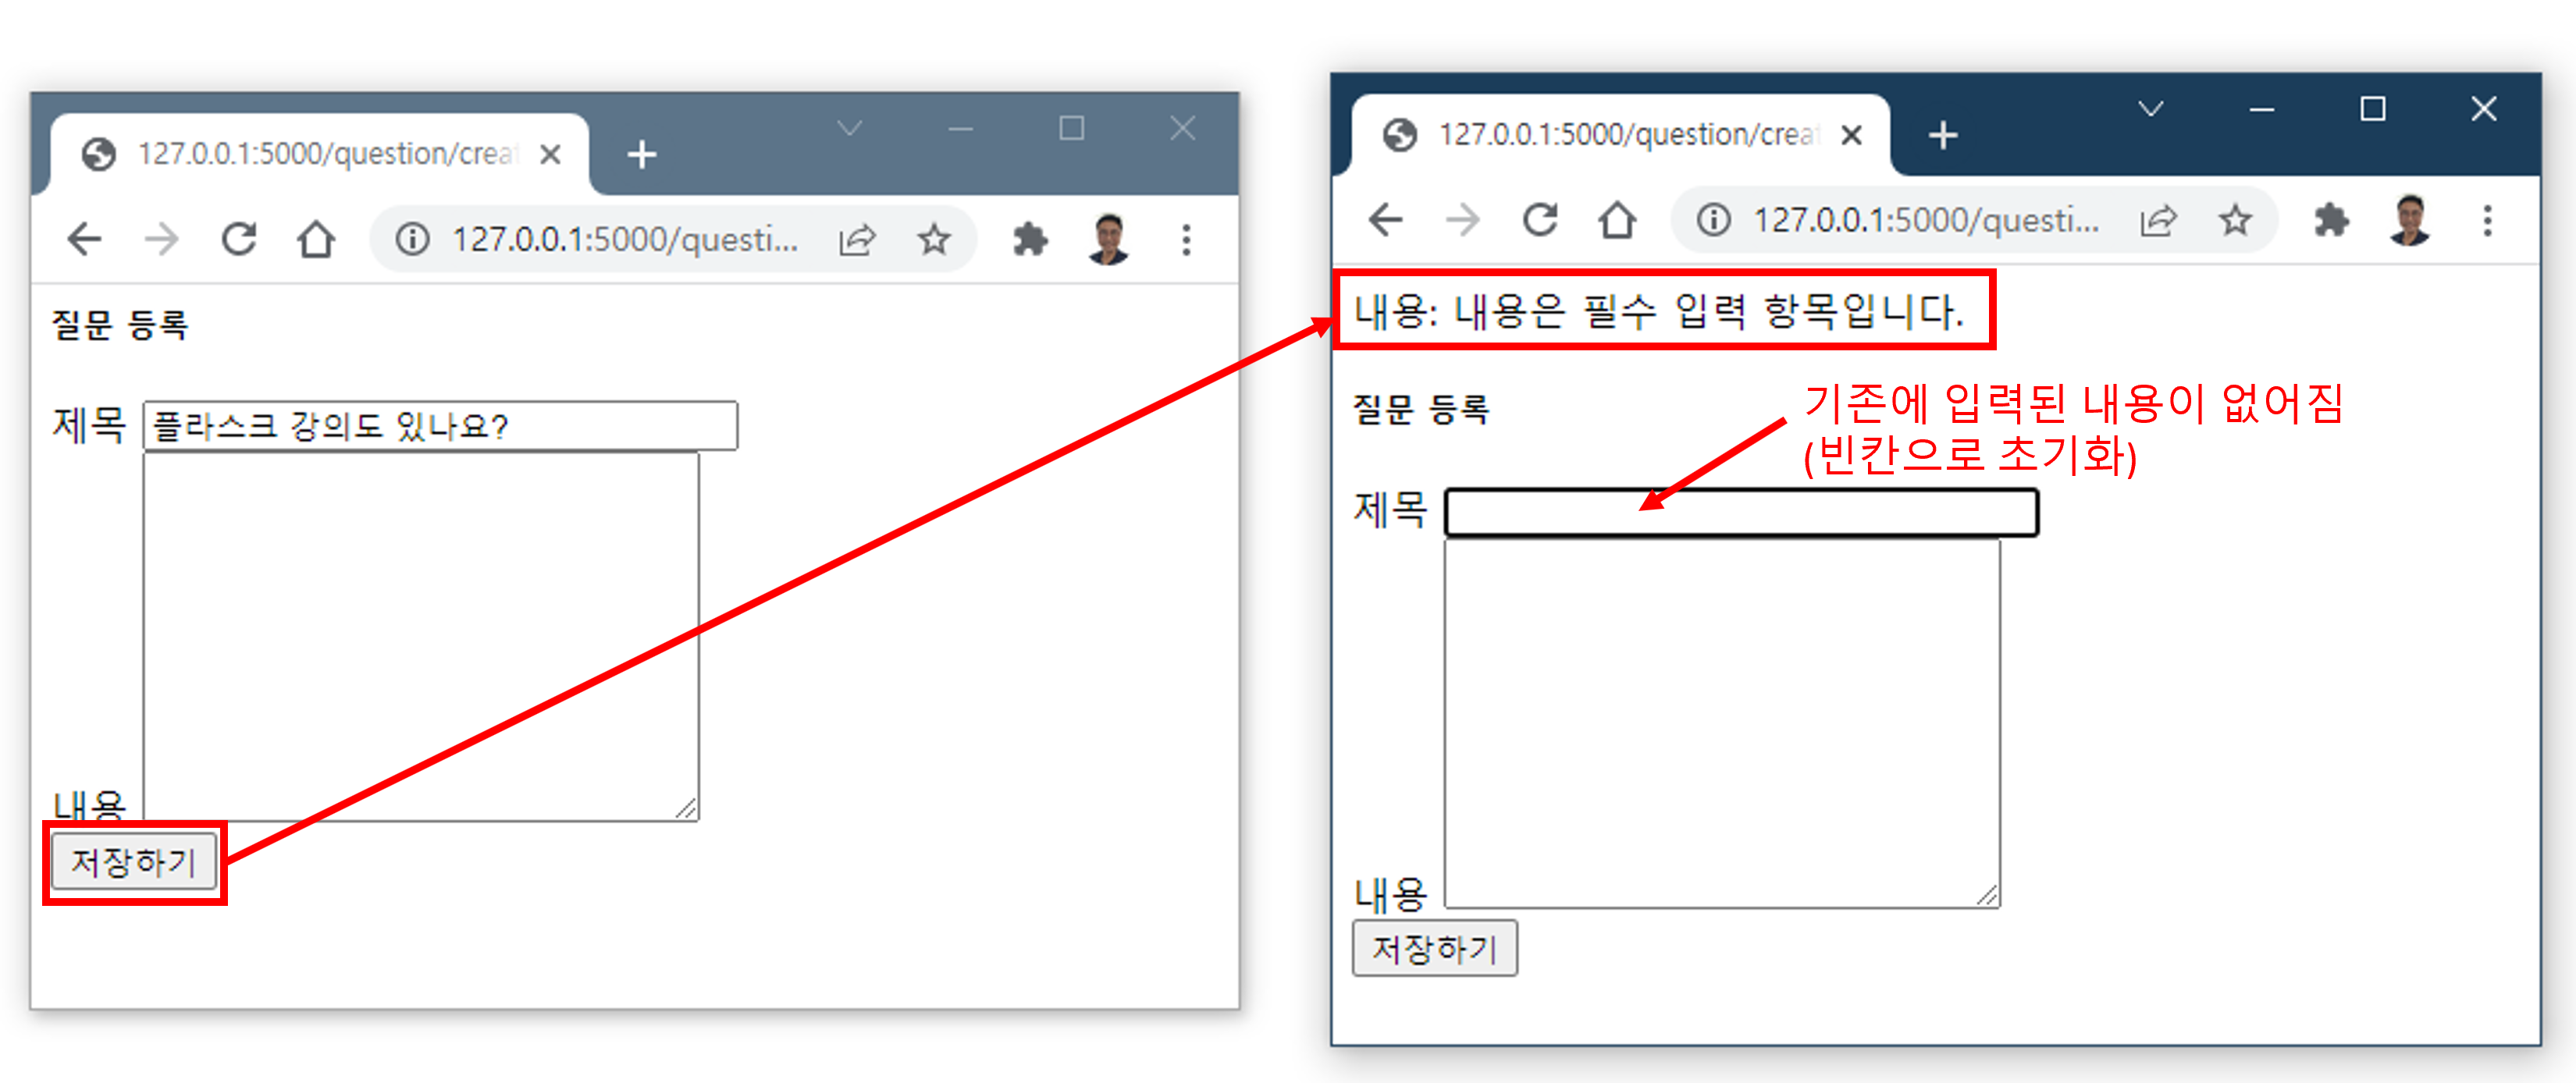 127.0.0.1:5000/question/creat
127.0.0.1:5000/questi...
질문 등록
제목 플라스크 강의도 있나요?
내용
저장하기
127.0.0.1:5000/question/creat
127.0.0.1:5000/questi...
내용: 내용은 필수 입력 항목입니다.
질문 등록
기존에 입력된 내용이 없어짐
(빈칸으로 초기화)
제목
내용
저장하기